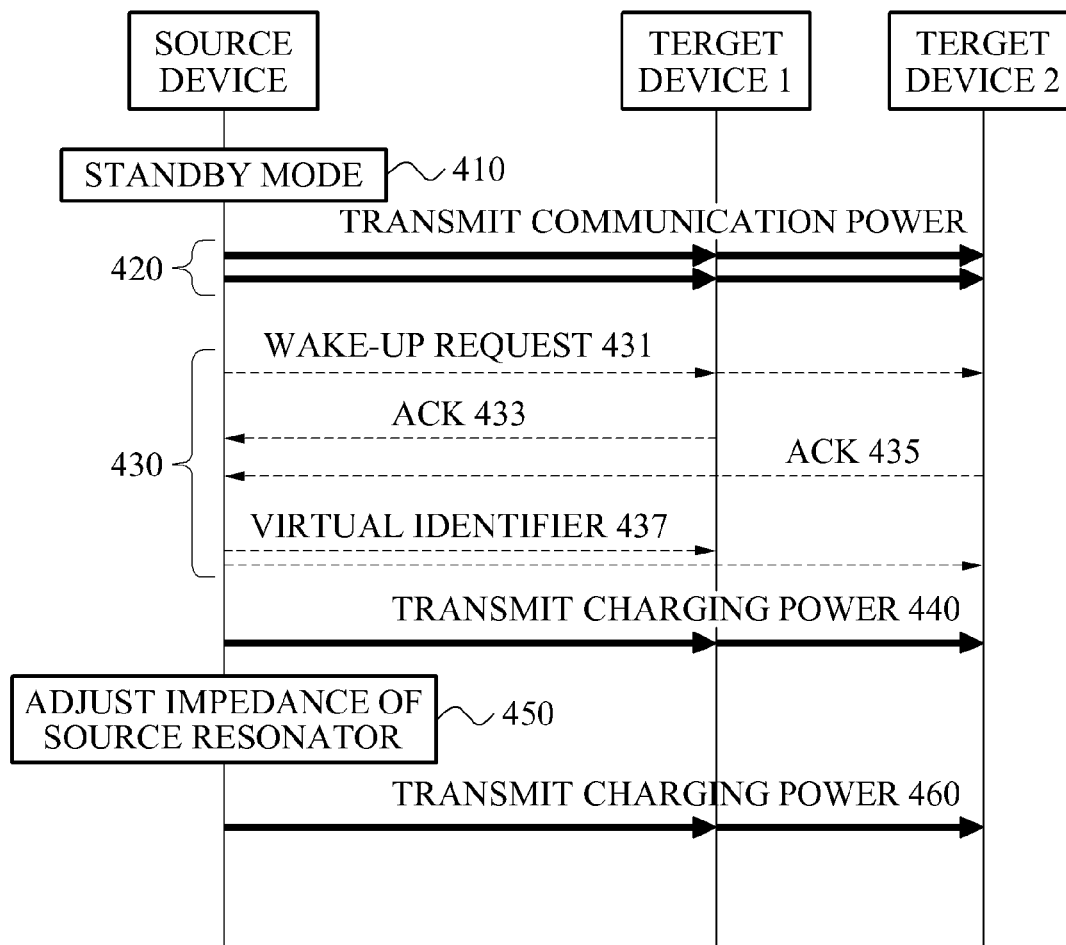 SOURCE
DEVICE
TERGET
DEVICE 1
TERGET
DEVICE 2
STANDBY MODE
410
TRANSMIT COMMUNICATION POWER
420
WAKE-UP REQUEST 431
ACK 433
430
ACK 435
VIRTUAL IDENTIFIER 437
TRANSMIT CHARGING POWER 440
ADJUST IMPEDANCE OF
SOURCE RESONATOR
450
TRANSMIT CHARGING POWER 460